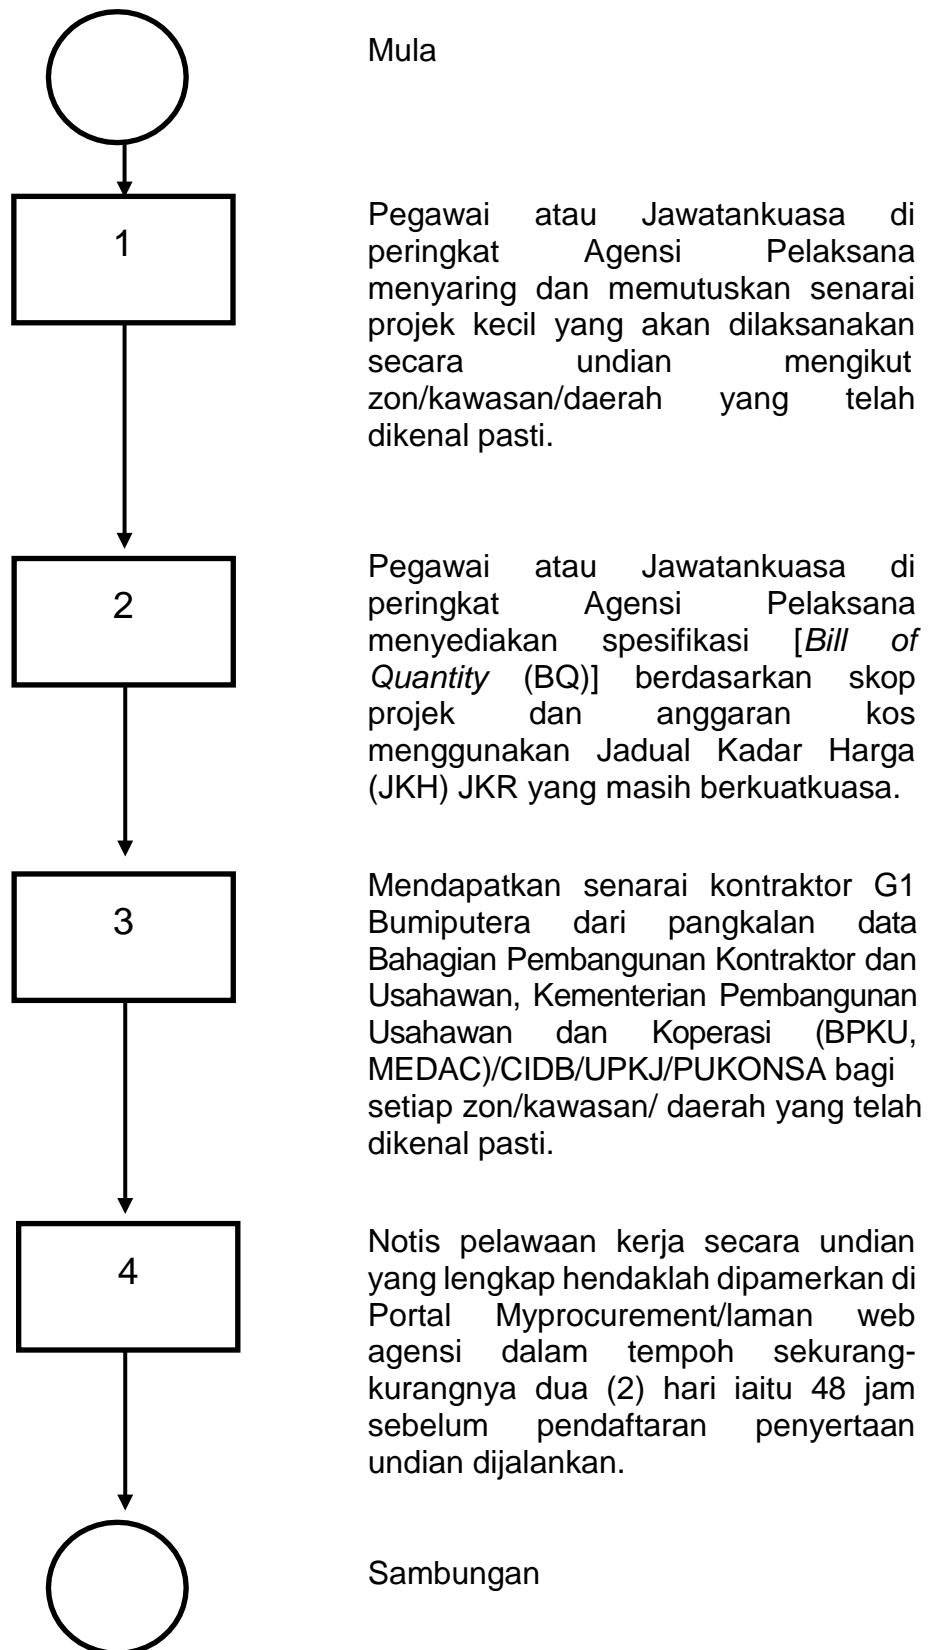 Mula
1
Pegawai atau Jawatankuasa di
peringkat Agensi Pelaksana
menyaring dan memutuskan senarai
projek kecil yang akan dilaksanakan
secara undian mengikut
zon/kawasan/daerah yang telah
dikenal pasti.
2
Pegawai atau Jawatankuasa di
peringkat Agensi Pelaksana
menyediakan spesifikasi [Bill of
Quantity (BQ)] berdasarkan skop
projek dan anggaran kos
menggunakan Jadual Kadar Harga
(JKH) JKR yang masih berkuatkuasa.
3
Mendapatkan senarai kontraktor G1
Bumiputera dari pangkalan data
Bahagian Pembangunan Kontraktor dan
Usahawan, Kementerian Pembangunan
Usahawan dan Koperasi (BPKU,
MEDAC)/CIDB/UPKJ/PUKONSA bagi
setiap zon/kawasan/ daerah yang telah
dikenal pasti.
4
Notis pelawaan kerja secara undian
yang lengkap hendaklah dipamerkan di
Portal Myprocurement/laman web
agensi dalam tempoh sekurang-
kurangnya dua (2) hari iaitu 48 jam
sebelum pendaftaran penyertaan
undian dijalankan.
Sambungan